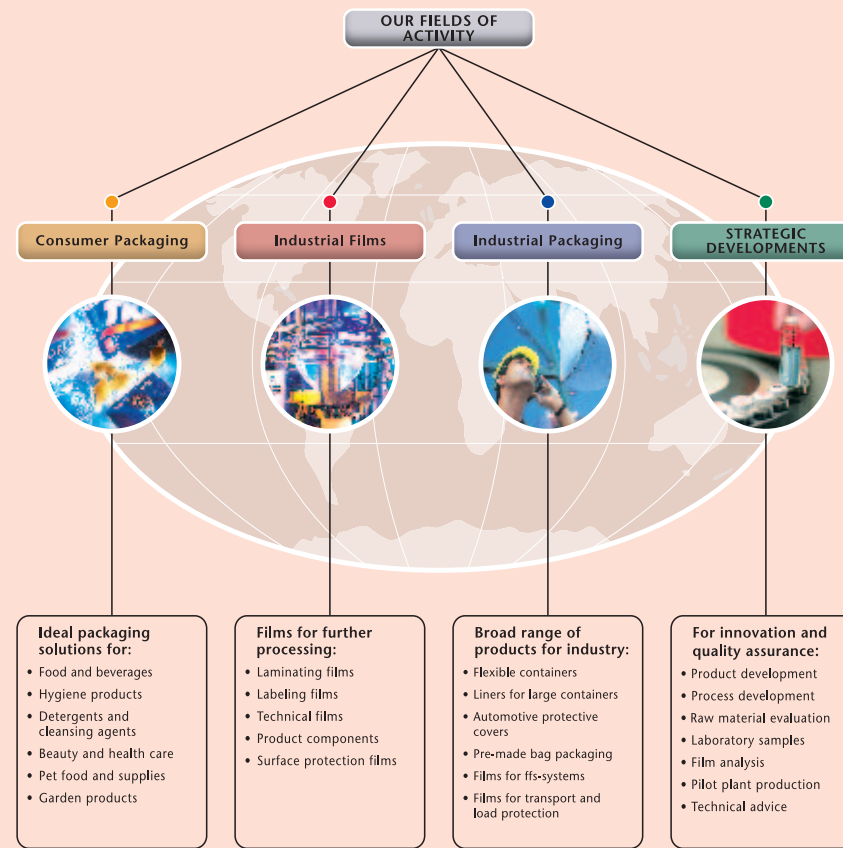 OUR FIELDS OF
ACTIVITY
Consumer Packaging
Industrial Films
Industrial Packaging
STRATEGIC
DEVELOPMENTS
Ideal packaging
solutions for:
• Food and beverages
• Hygiene products
• Detergents and
cleansing agents
• Beauty and health care
• Pet food and supplies
• Garden products
Films for further
processing:
• Laminating films
• Labeling films
• Technical films
• Product components
• Surface protection films
Broad range of
products for industry:
• Flexible containers
• Liners for large containers
• Automotive protective
covers
• Pre-made bag packaging
• Films for ffs-systems
• Films for transport and
load protection
For innovation and
quality assurance:
• Product development
• Process development
• Raw material evaluation
• Laboratory samples
• Film analysis
• Pilot plant production
• Technical advice